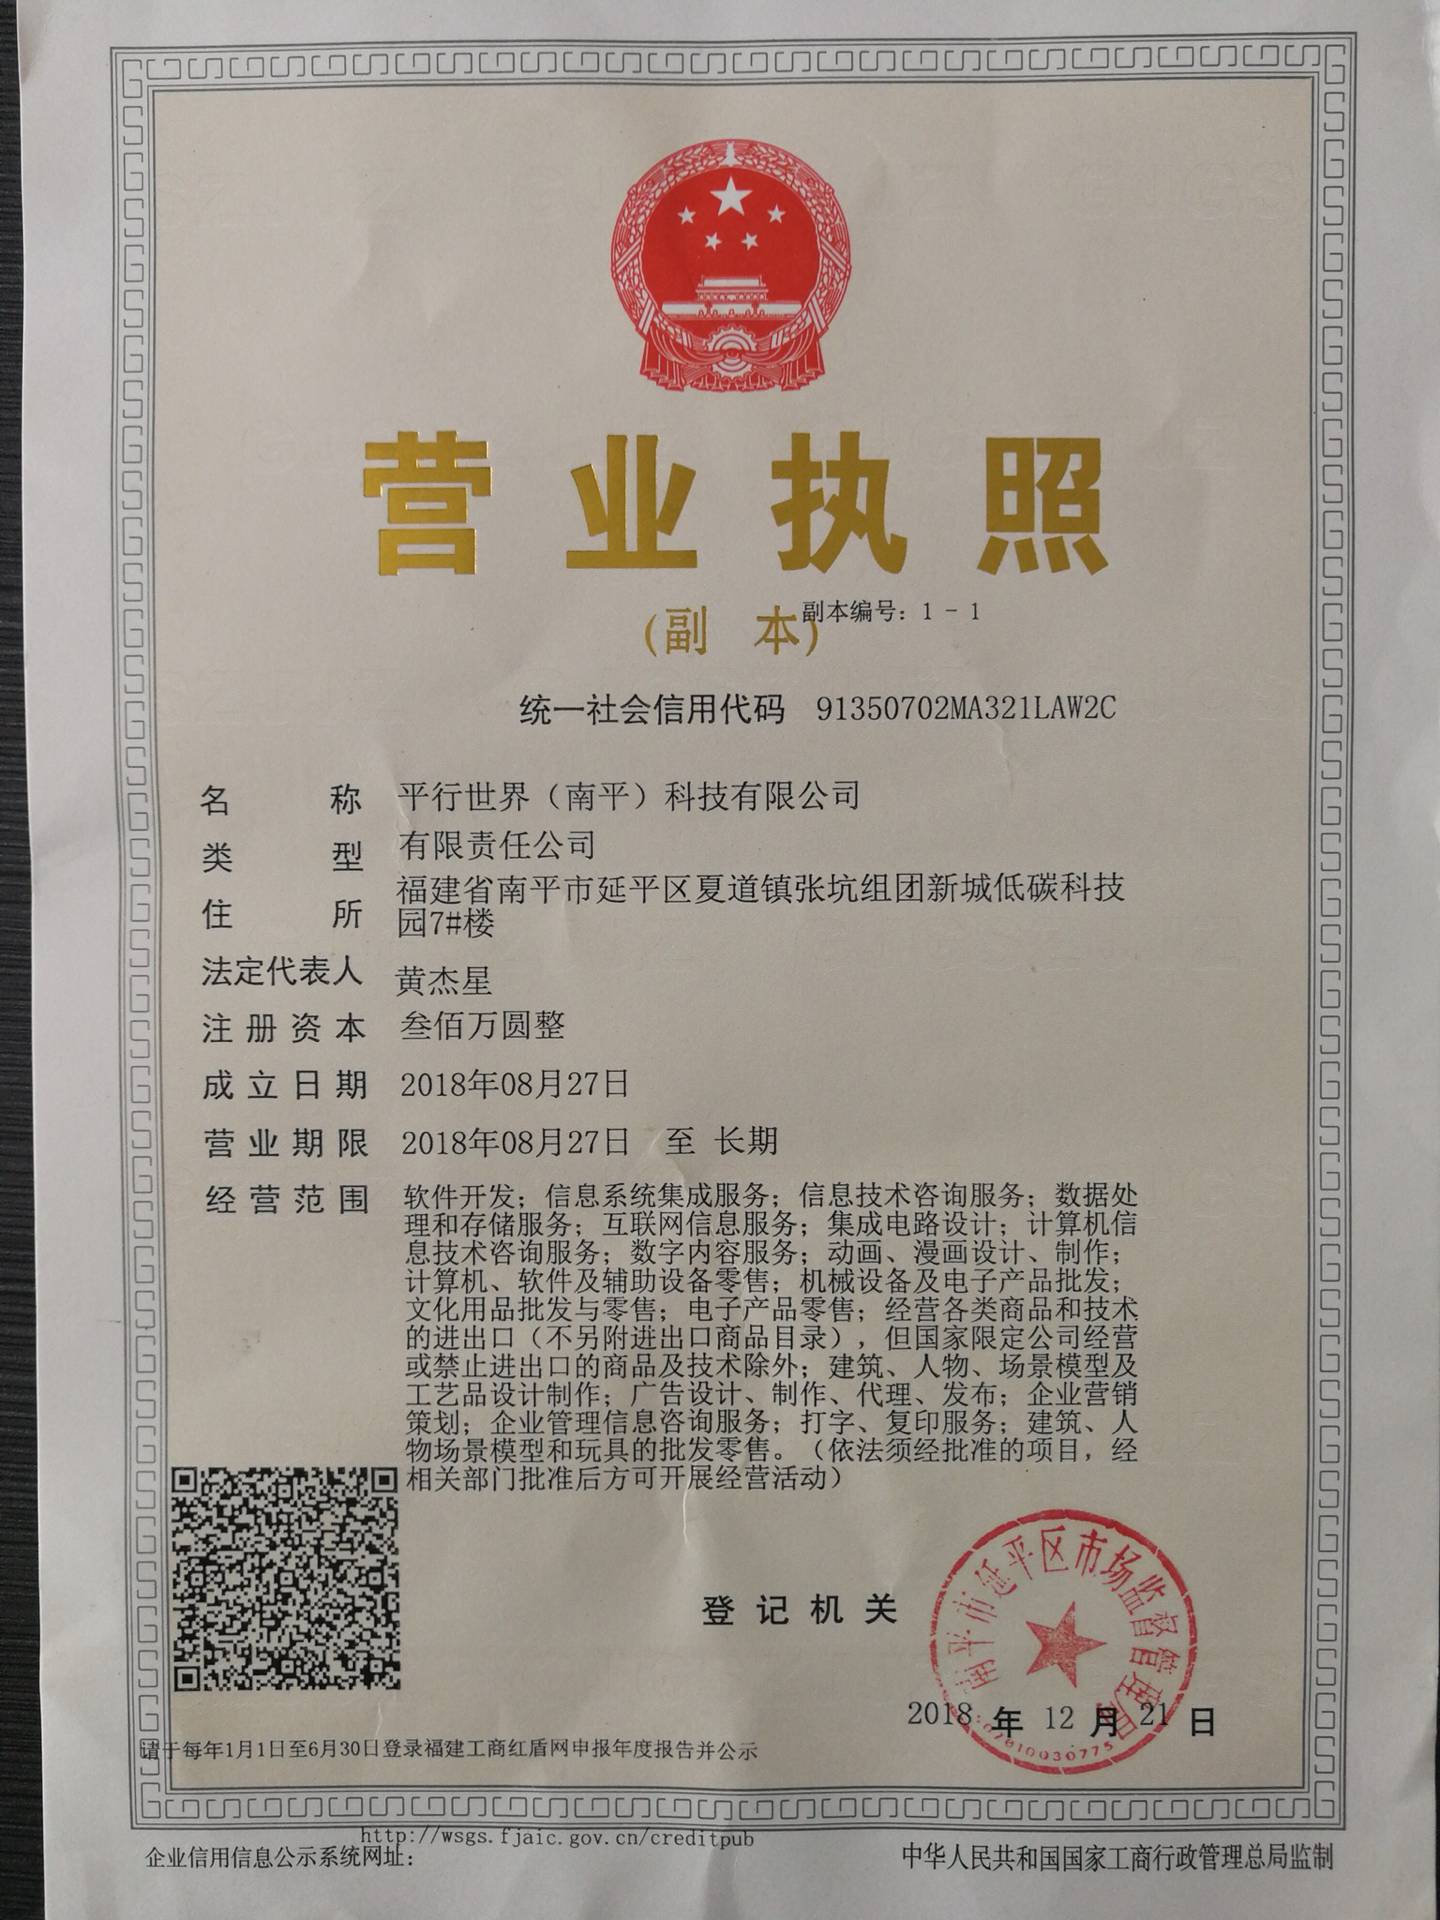 营业执照
(副 本) 副本编号：1-1
统一社会信用代码 91350702MA321LAW2C
名称 平行世界（南平）科技有限公司
类型 有限责任公司
住所 福建省南平市延平区夏道镇张坑组团新城低碳科技
园7#楼
法定代表人 黄杰星
注册资本 叁佰万圆整
成立日期 2018年08月27日
营业期限 2018年08月27日 至 长期
经营范围 软件开发；信息系统集成服务；信息技术咨询服务；数据处
理和存储服务；互联网信息服务；集成电路设计；计算机信
息技术咨询服务；数字内容服务；动画、漫画设计、制作；
计算机、软件及辅助设备零售；机械设备及电子产品批发；
文化用品批发与零售；电子产品零售；经营各类商品和技术
的进出口（不另附进出口商品目录），但国家限定公司经营
或禁止进出口的商品及技术除外；建筑、人物、场景模型及
工艺品设计制作；广告设计、制作、代理、发布；企业营销
策划；企业管理信息咨询服务；打字、复印服务；建筑、人
物场景模型和玩具的批发零售。（依法须经批准的项目，经
相关部门批准后方可开展经营活动）
登记机关
南平市延平区市场监督管理局
2018 年 12 月 21 日
请于每年1月1日至6月30日登录福建工商红盾网申报年度报告并公示
http://wsgs.fjaic.gov.cn/creditpub
企业信用信息公示系统网址：
中华人民共和国国家工商行政管理总局监制